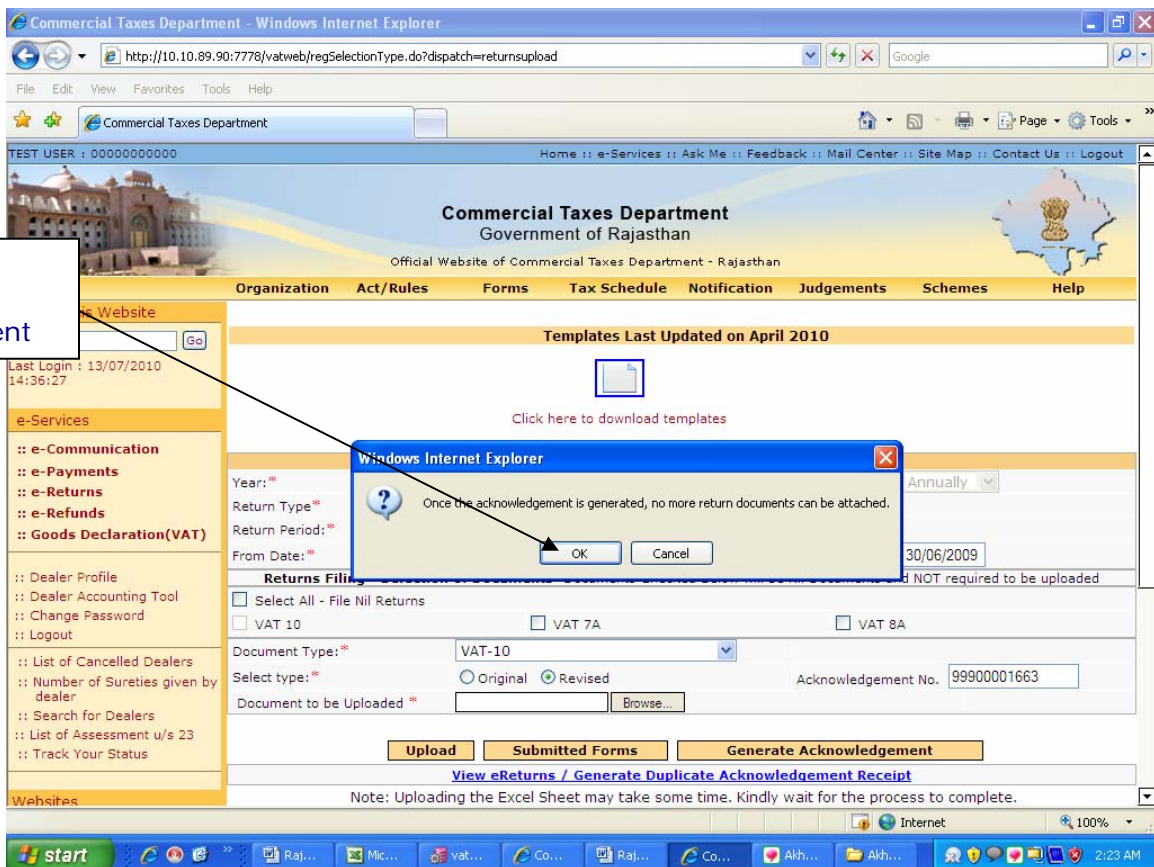 Commercial Taxes Department - Windows Internet Explorer
http://10.10.89.90:7778/vatweb/regSelectionType.do?dispatch=returnsupload
Google
File Edit View Favorites Tools Help
Commercial Taxes Department
Page Tools
TEST USER : 00000000000
Home :: e-Services :: Ask Me :: Feedback :: Mail Center :: Site Map :: Contact Us :: Logout
Commercial Taxes Department
Government of Rajasthan
Official Website of Commercial Taxes Department - Rajasthan
Organization Act/Rules Forms Tax Schedule Notification Judgements Schemes Help
Website
ent
Go
Last Login : 13/07/2010
14:36:27
Templates Last Updated on April 2010
Click here to download templates
e-Services
:: e-Communication
:: e-Payments
:: e-Returns
:: e-Refunds
:: Goods Declaration(VAT)
:: Dealer Profile
:: Dealer Accounting Tool
:: Change Password
:: Logout
:: List of Cancelled Dealers
:: Number of Sureties given by
dealer
:: Search for Dealers
:: List of Assessment u/s 23
:: Track Your Status
Websites
Windows Internet Explorer
Once the acknowledgement is generated, no more return documents can be attached.
OK Cancel
Year:* Annually
Return Type*
Return Period:*
From Date:* 30/06/2009
Returns Fil NOT required to be uploaded
Select All - File Nil Returns
VAT 10 VAT 7A VAT 8A
Document Type:* VAT-10
Select type:* Original Revised Acknowledgement No. 99900001663
Document to be Uploaded * Browse...
Upload Submitted Forms Generate Acknowledgement
View eReturns / Generate Duplicate Acknowledgement Receipt
Note: Uploading the Excel Sheet may take some time. Kindly wait for the process to complete.
Internet 100%
start Raj... Mic... vat... Co... Raj... Co... Akh... Akh... 2:23 AM